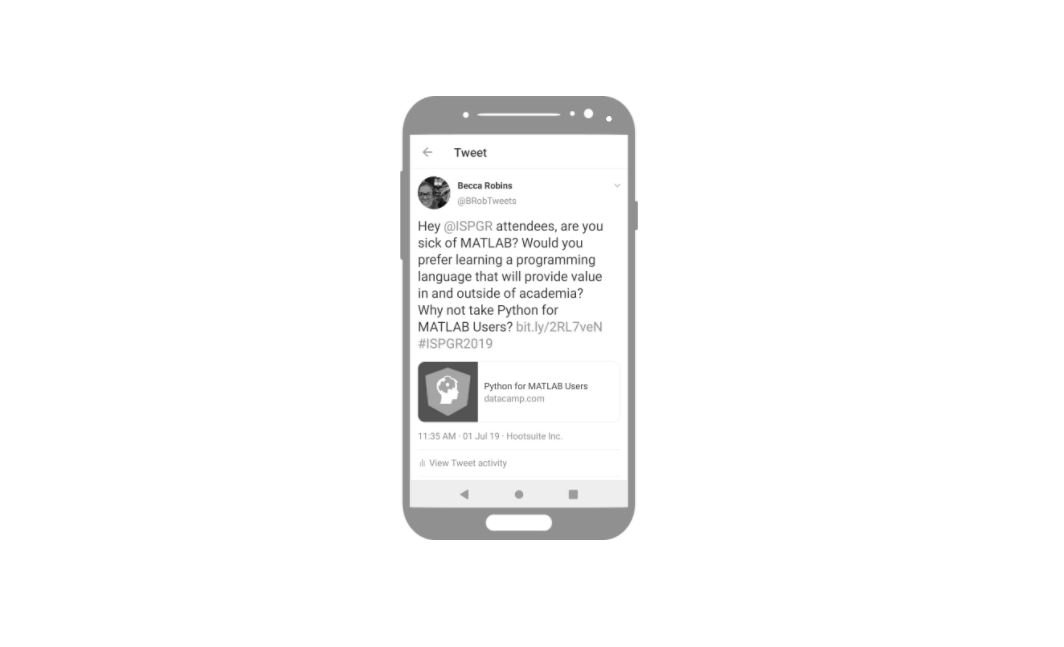 Tweet
Becca Robins
@BRobTweets
Hey @ISPGR attendees, are you
sick of MATLAB? Would you
prefer learning a programming
language that will provide value
in and outside of academia?
Why not take Python for
MATLAB Users? bit.ly/2RL7veN
#ISPGR2019
Python for MATLAB Users
datacamp.com
11:35 AM · 01 Jul 19 · Hootsuite Inc.
View Tweet activity